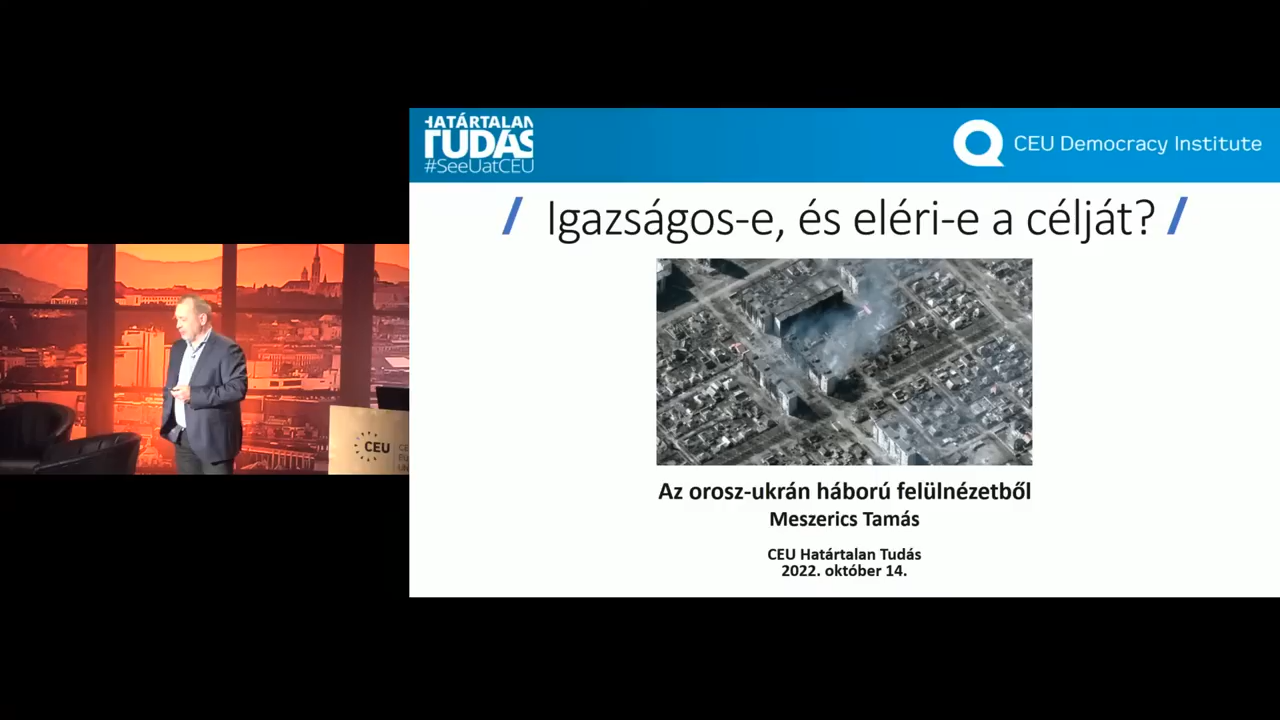 HATÁRTALAN
TUDÁS
#SeeUatCEU
CEU Democracy Institute
/ Igazságos-e, és eléri-e a célját? /
Az orosz-ukrán háború felülnézetből
Meszerics Tamás
CEU Határtalan Tudás
2022. október 14.
CEU